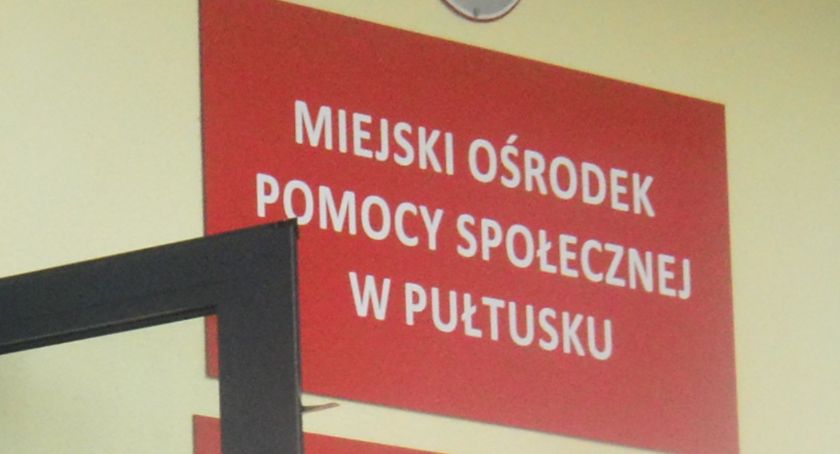 MIEJSKI OŚRODEK
POMOCY SPOŁECZNEJ
W PUŁTUSKU